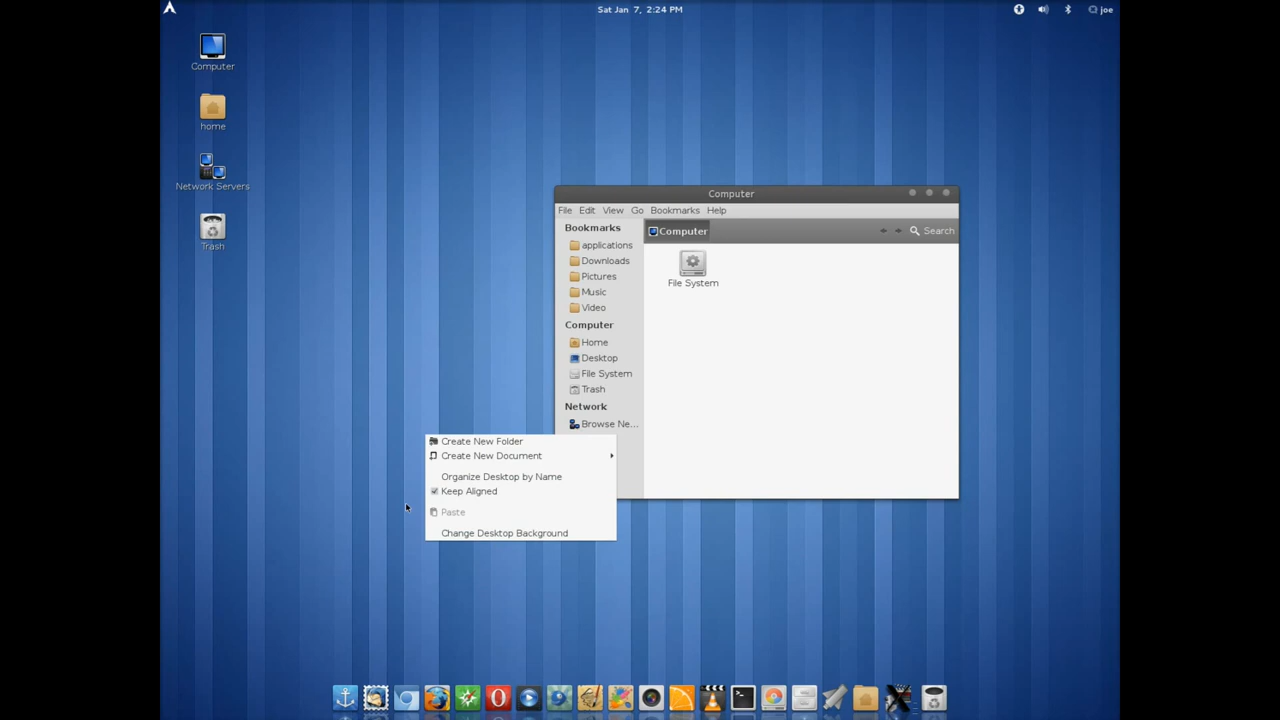 Sat Jan 7, 2:24 PM
joe
Computer
home
Network Servers
Trash
Computer
File Edit View Go Bookmarks Help
Bookmarks
applications
Downloads
Pictures
Music
Video
Computer
Home
Desktop
File System
Trash
Network
Browse Ne...
Computer
Search
File System
Create New Folder
Create New Document
Organize Desktop by Name
Keep Aligned
Paste
Change Desktop Background